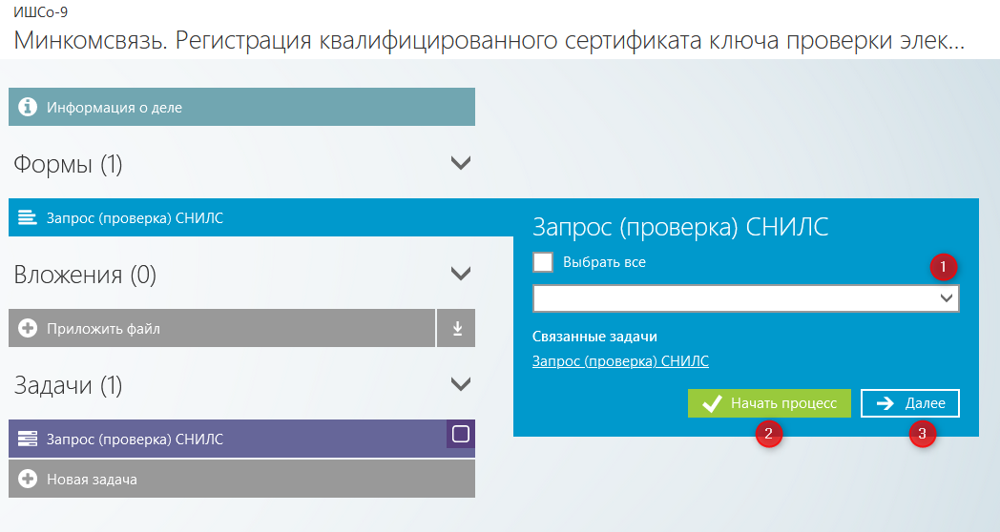 ИШСо-9
Минкомсвязь. Регистрация квалифицированного сертификата ключа проверки элек...
Информация о деле
Формы (1)
Запрос (проверка) СНИЛС
Вложения (0)
Приложить файл
Задачи (1)
Запрос (проверка) СНИЛС
Новая задача
Запрос (проверка) СНИЛС
Выбрать все
1
Связанные задачи
Запрос (проверка) СНИЛС
Начать процесс
Далее
2
3